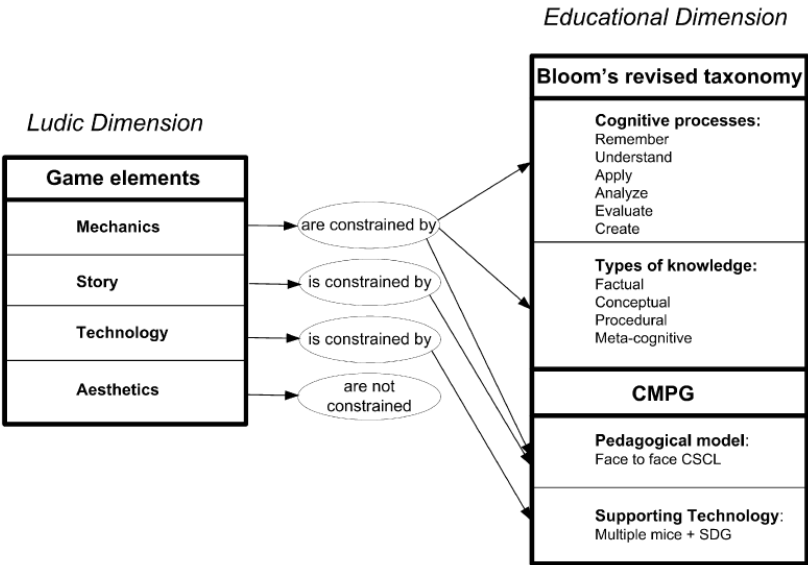 Educational Dimension
Ludic Dimension
Game elements
Mechanics
Story
Technology
Aesthetics
are constrained by
is constrained by
is constrained by
are not
constrained
Bloom's revised taxonomy
Cognitive processes:
Remember
Understand
Apply
Analyze
Evaluate
Create
Types of knowledge:
Factual
Conceptual
Procedural
Meta-cognitive
CMPG
Pedagogical model:
Face to face CSCL
Supporting Technology:
Multiple mice + SDG